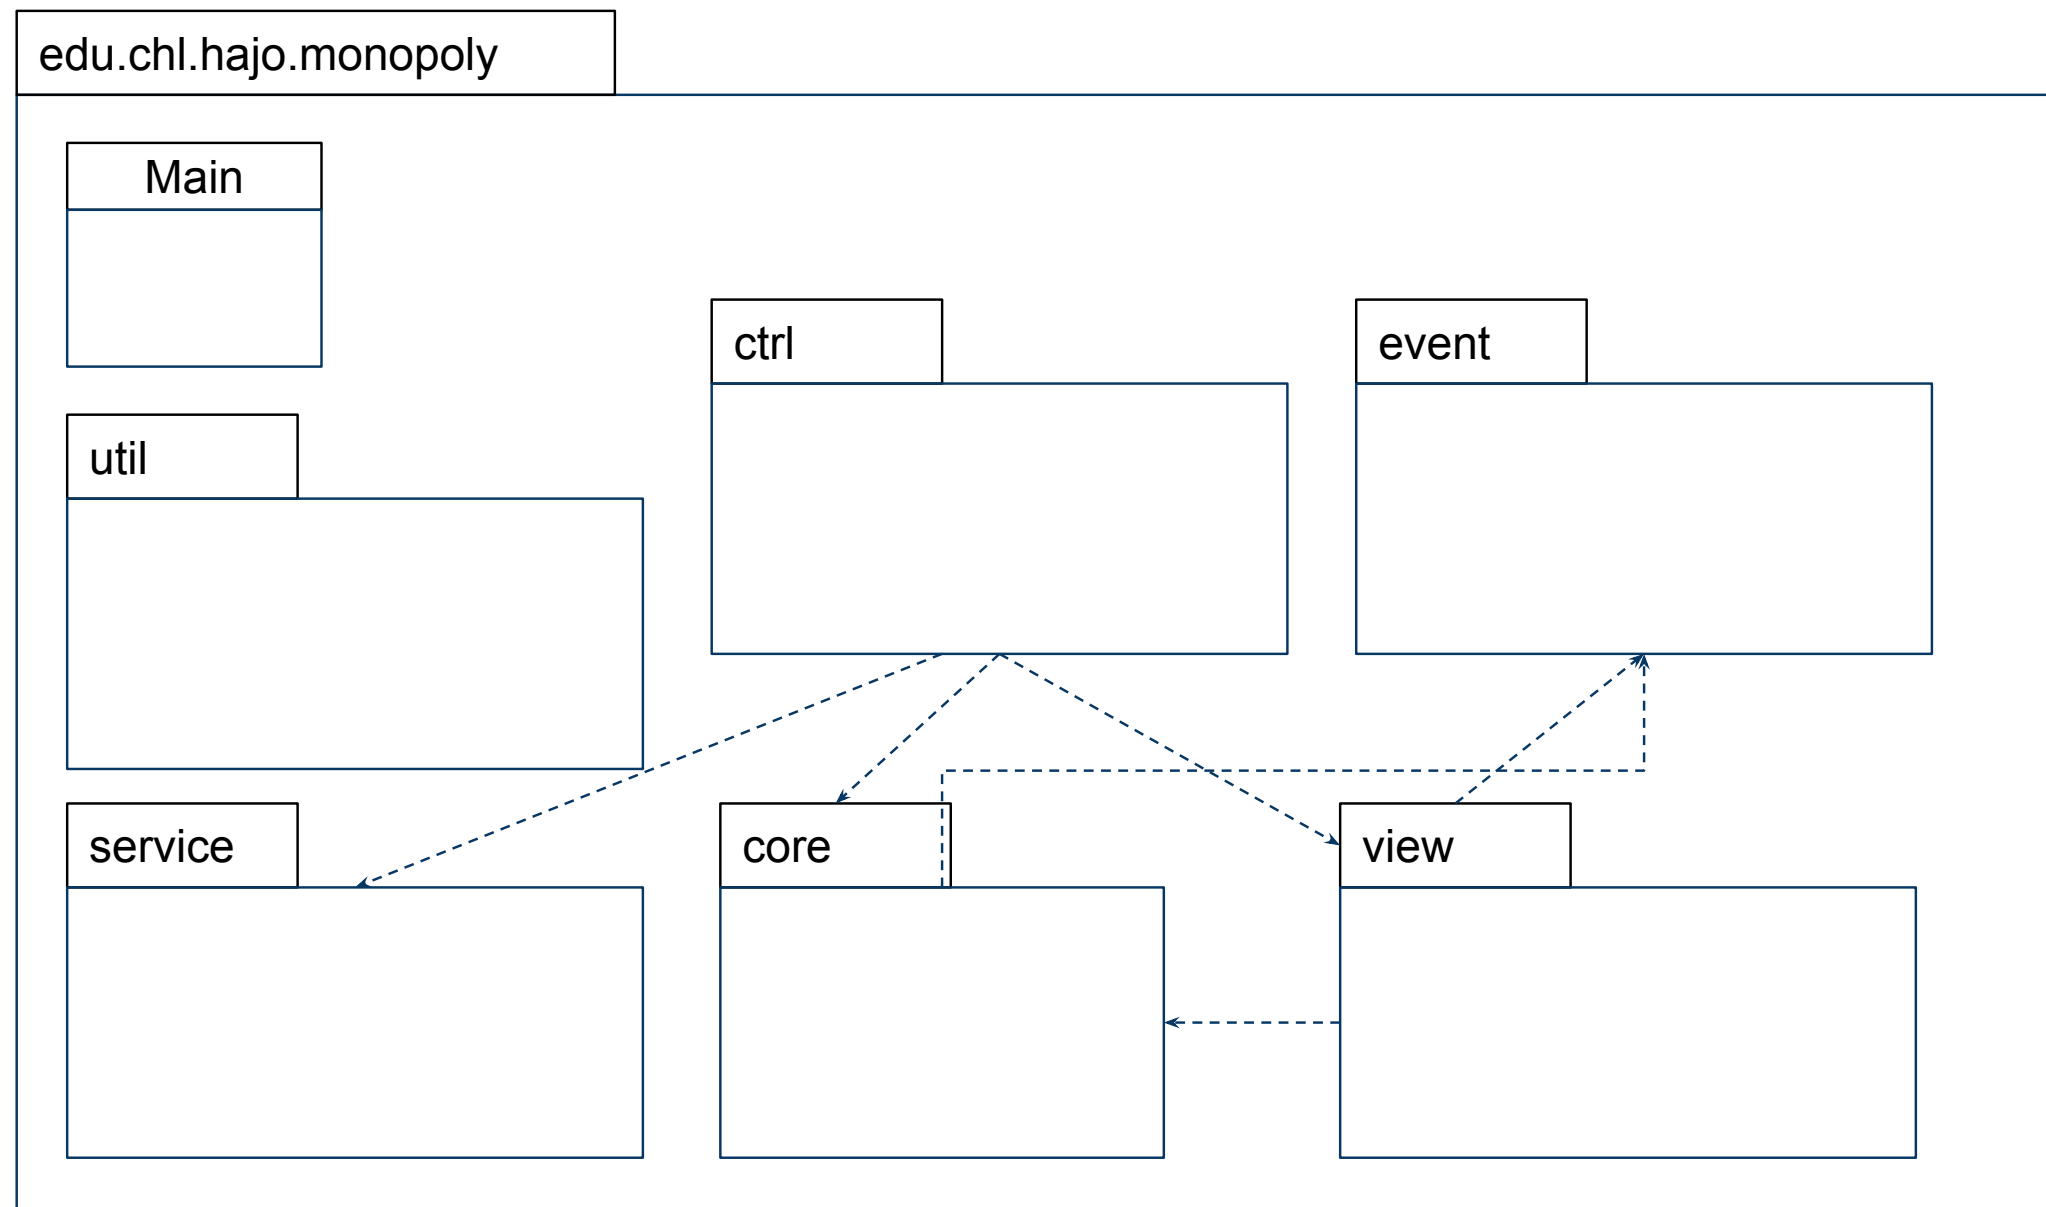 edu.chl.hajo.monopoly
Main
ctrl
event
util
service
core
view